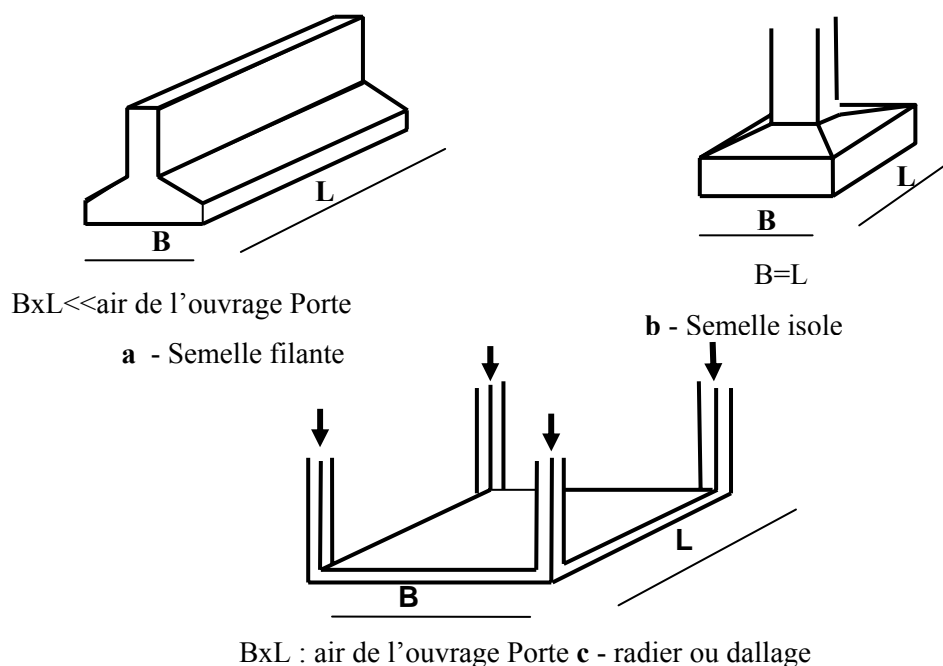 L
B
BxL<<air de l’ouvrage Porte
a - Semelle filante
L
B
B=L
b - Semelle isole
L
B
BxL : air de l’ouvrage Porte c - radier ou dallage